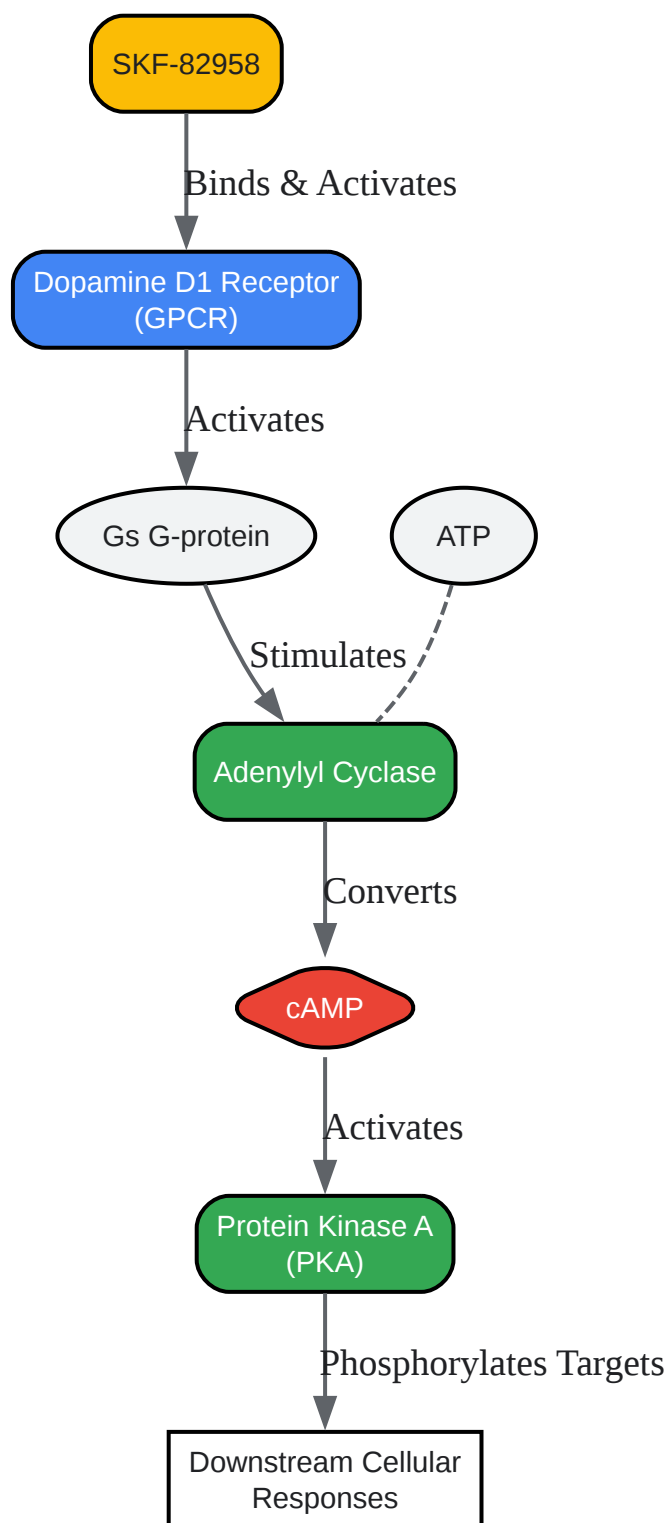 SKF-82958
Binds & Activates
Dopamine D1 Receptor
(GPCR)
Activates
Gs G-protein
ATP
Stimulates
Adenylyl Cyclase
Converts
cAMP
Activates
Protein Kinase A
(PKA)
Phosphorylates Targets
Downstream Cellular
Responses